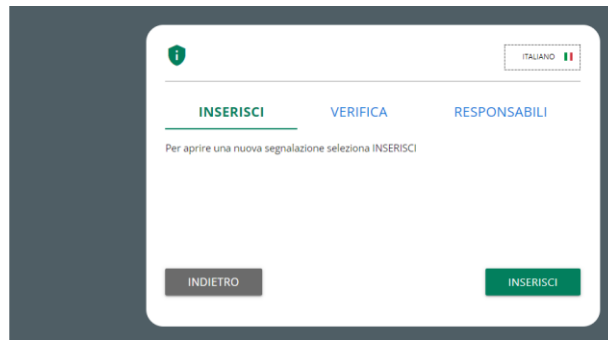 ITALIANO
INSERISCI VERIFICA RESPONSABILI
Per aprire una nuova segnalazione seleziona INSERISCI
INDIETRO INSERISCI